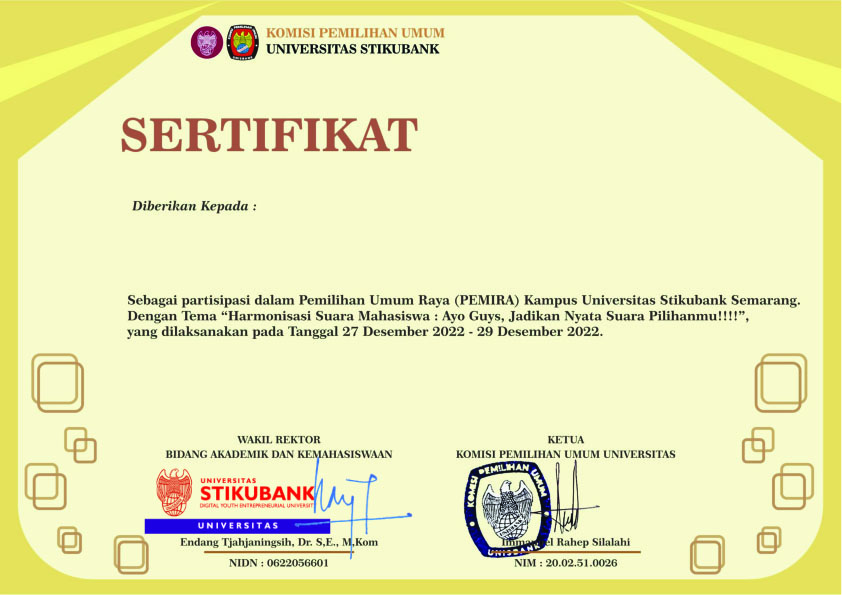 KOMISI PEMILIHAN UMUM
UNIVERSITAS STIKUBANK
SERTIFIKAT
Diberikan Kepada :
Sebagai partisipasi dalam Pemilihan Umum Raya (PEMIRA) Kampus Universitas Stikubank Semarang.
Dengan Tema “Harmonisasi Suara Mahasiswa : Ayo Guys, Jadikan Nyata Suara Pilihanmu!!!!”,
yang dilaksanakan pada Tanggal 27 Desember 2022 - 29 Desember 2022.
WAKIL REKTOR
BIDANG AKADEMIK DAN KEMAHASISWAAN
UNIVERSITAS
STIKUBANK
DIGITAL YOUTH ENTREPRENEURIAL UNIVERSIT
UNIVERSITAS
Endang Tjahjaningsih, Dr. S,E., M,Kom
NIDN : 0622056601
KETUA
KOMISI PEMILIHAN UMUM UNIVERSITAS
KOMISI PEMILIHAN UMUM
UNISBANK
Rahep Silalahi
NIM : 20.02.51.0026